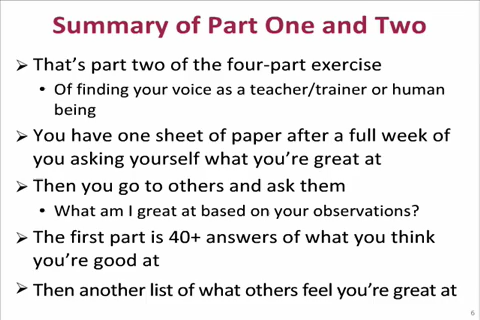 Summary of Part One and Two
➢ That's part two of the four-part exercise
• Of finding your voice as a teacher/trainer or human
being
➢ You have one sheet of paper after a full week of
you asking yourself what you're great at
➢ Then you go to others and ask them
• What am I great at based on your observations?
➢ The first part is 40+ answers of what you think
you're good at
➢ Then another list of what others feel you're great at
6